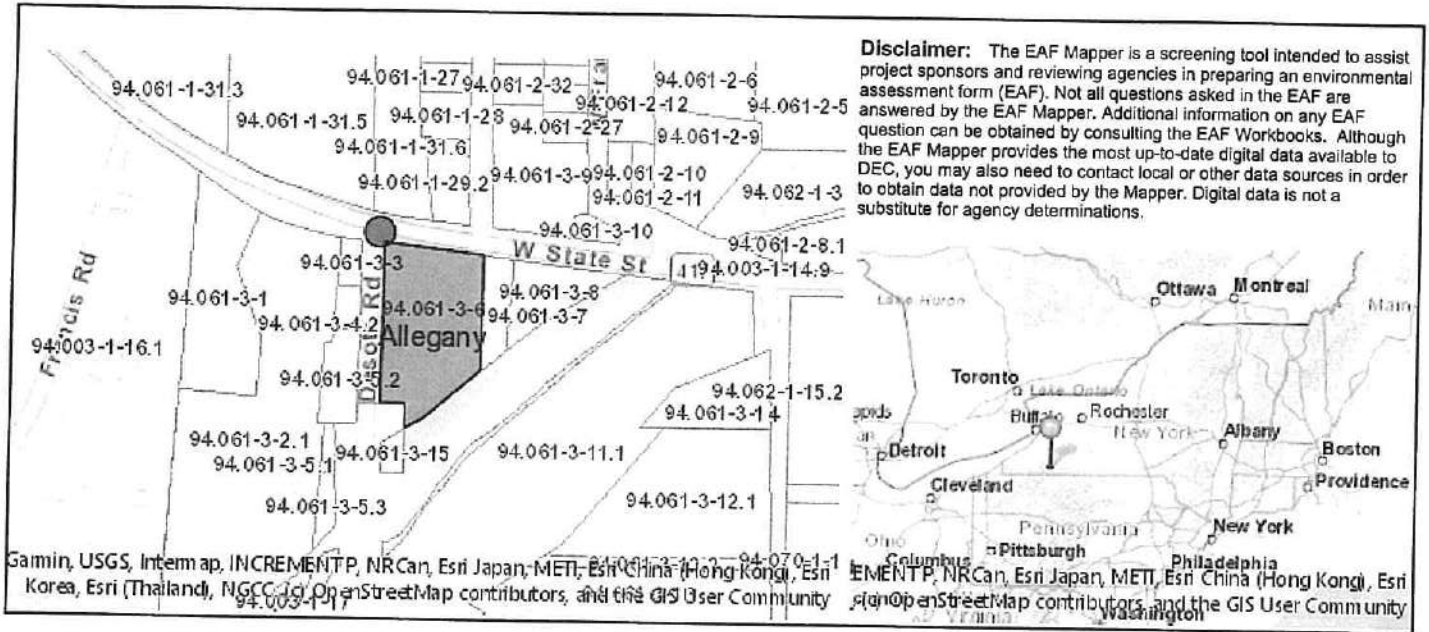 Disclaimer: The EAF Mapper is a screening tool intended to assist
project sponsors and reviewing agencies in preparing an environmental
assessment form (EAF). Not all questions asked in the EAF are
answered by the EAF Mapper. Additional information on any EAF
question can be obtained by consulting the EAF Workbooks. Although
the EAF Mapper provides the most up-to-date digital data available to
DEC, you may also need to contact local or other data sources in order
to obtain data not provided by the Mapper. Digital data is not a
substitute for agency determinations.
94.061-1-31.3
94.061-1-27
94.061-2-32
94.061-2-6
94.061-2-12
94.061-2-5
94.061-1-31.5
94.061-1-28
94.061-2-27
94.061-2-9
94.061-1-31.6
94.061-3-9
94.061-2-10
94.061-1-29.2
94.061-2-11
94.062-1-3
94.061-3-10
94.061-2-8.1
W State St
94.003-1-14.9
94.061-3-3
94.061-3-1
94.061-3-6
94.061-3-8
94.061-3-7
94.061-3-4.2
Allegany
94.003-1-16.1
Francis Rd
Dasota Rd
94.061-3-5.2
94.062-1-15.2
94.061-3-14
94.061-3-2.1
94.061-3-15
94.061-3-11.1
94.061-3-5.1
94.061-3-12.1
94.061-3-5.3
94.070-1-1
94.003-1-17
Garmin, USGS, Intermap, INCREMENT P, NRCan, Esri Japan, METI, Esri China (Hong Kong), Esri
Korea, Esri (Thailand), NGCC, (c) OpenStreetMap contributors, and the GIS User Community
Lake Huron
Ottawa
Montreal
Main
Toronto
Lake Ontario
Buffalo
Rochester
New York
Albany
apids
Detroit
Boston
Providence
Cleveland
Pennsylvania
New York
Ohio
Columbus
Pittsburgh
Philadelphia
EMENT P, NRCan, Esri Japan, METI, Esri China (Hong Kong), Esri
OpenStreetMap contributors, and the GIS User Community
Virginia
Washington